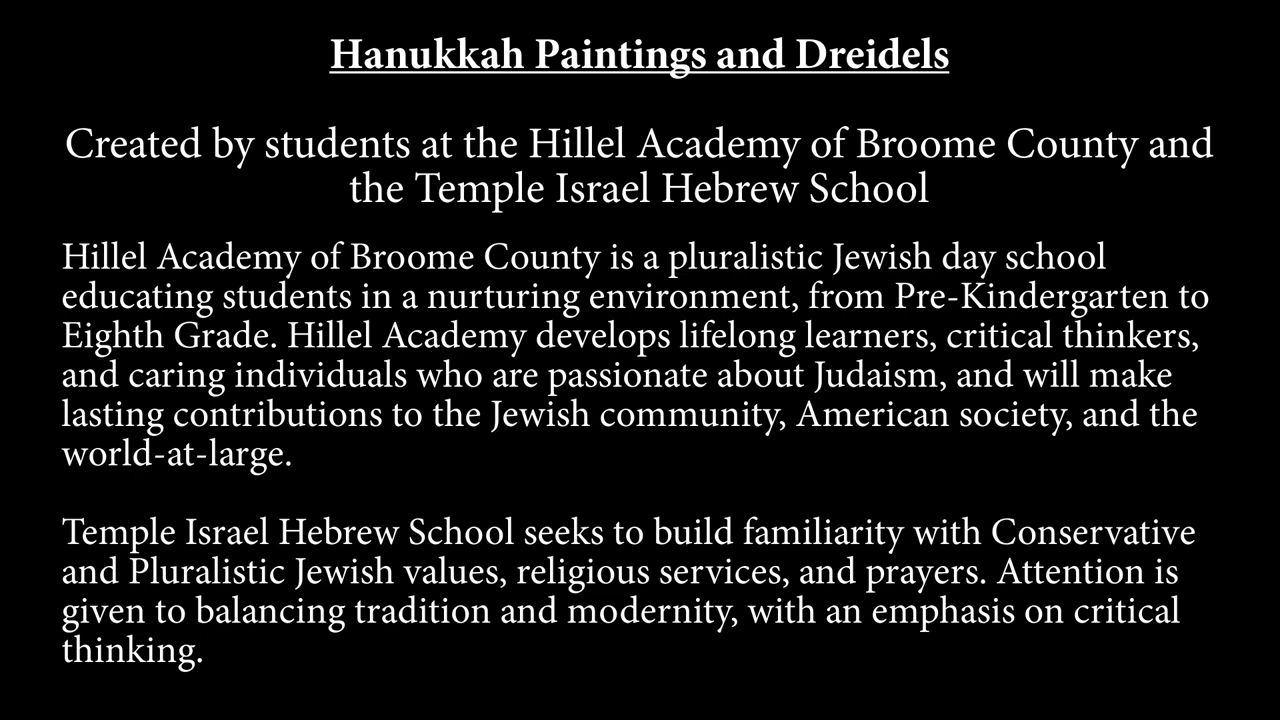 Hanukkah Paintings and Dreidels
Created by students at the Hillel Academy of Broome County and
the Temple Israel Hebrew School
Hillel Academy of Broome County is a pluralistic Jewish day school
educating students in a nurturing environment, from Pre-Kindergarten to
Eighth Grade. Hillel Academy develops lifelong learners, critical thinkers,
and caring individuals who are passionate about Judaism, and will make
lasting contributions to the Jewish community, American society, and the
world-at-large.
Temple Israel Hebrew School seeks to build familiarity with Conservative
and Pluralistic Jewish values, religious services, and prayers. Attention is
given to balancing tradition and modernity, with an emphasis on critical
thinking.